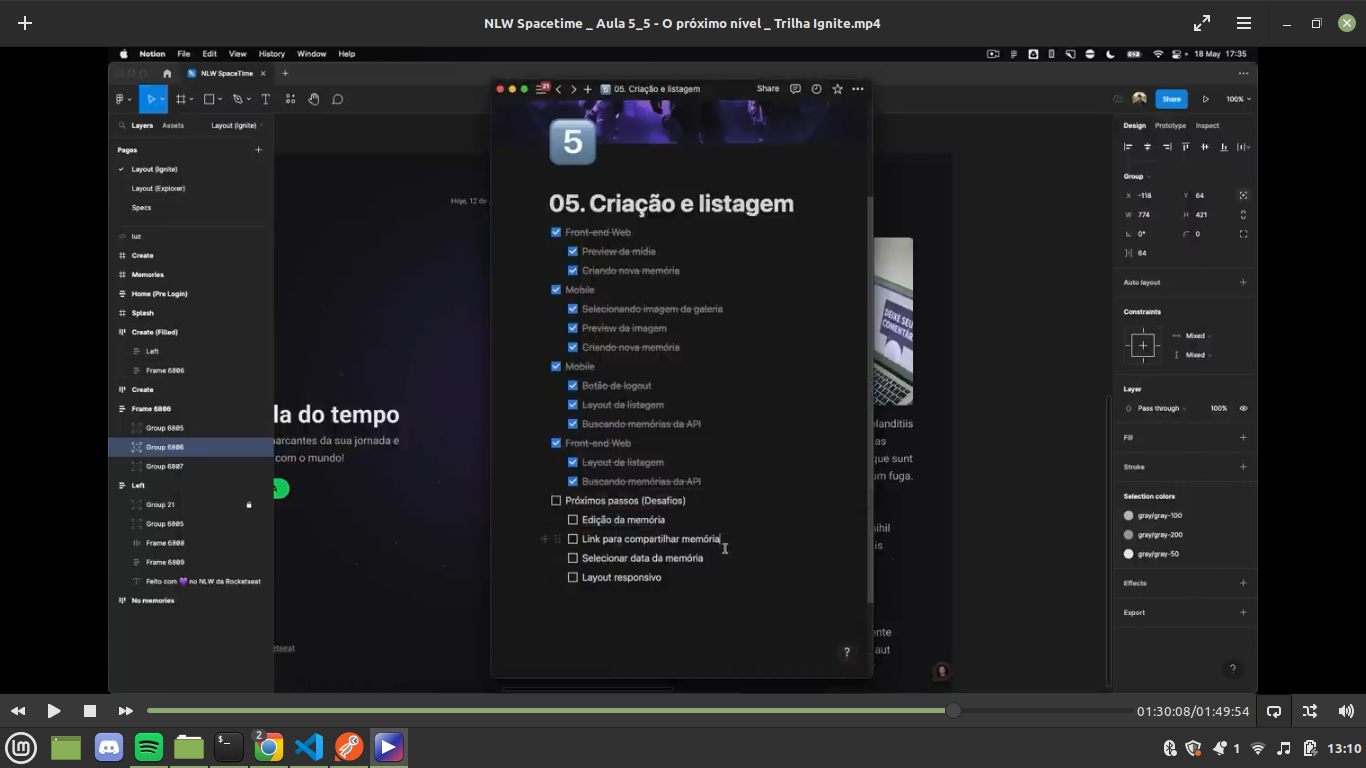 NLW Spacetime _ Aula 5_5 - O próximo nível _ Trilha Ignite.mp4
Notion File Edit View History Window Help
18 May 17:35
NLW SpaceTime
Share
100%
Layers Assets Layout (Ignite)
Pages
Layout (Ignite)
Layout (Explorer)
Specs
luz
Create
Memories
Home (Pre Login)
Splash
Create (Filled)
Left
Frame 6806
Create
Frame 6806
Group 6805
Group 6806
Group 6807
Left
Group 21
Group 6805
Frame 6808
Frame 6809
Feito com 💜 no NLW da Rocketseat
No memories
Hoje, 12 de
la do tempo
narcantes da sua jornada e
com o mundo!
etseat
21
05. Criação e listagem
Share
5
05. Criação e listagem
Front-end Web
Preview da mídia
Criando nova memória
Mobile
Selecionando imagem da galeria
Preview da imagem
Criando nova memória
Mobile
Botão de logout
Layout da listagem
Buscando memórias da API
Front-end Web
Layout da listagem
Buscando memórias da API
Próximos passos (Desafios)
Edição da memória
Link para compartilhar memória
Selecionar data da memória
Layout responsivo
?
DEIXE SEU
COMENTÁR
olanditiis
as
que sunt
m fuga.
nihil
is
ente
aut
Design Prototype Inspect
Group
X -116 Y 64
W 774 H 421
0° 0
64
Auto layout
Constraints
Mixed
Mixed
Layer
Pass through 100%
Fill
Stroke
Selection colors
gray/gray-100
gray/gray-200
gray/gray-50
Effects
Export
?
01:30:08/01:49:54
2
1
13:10